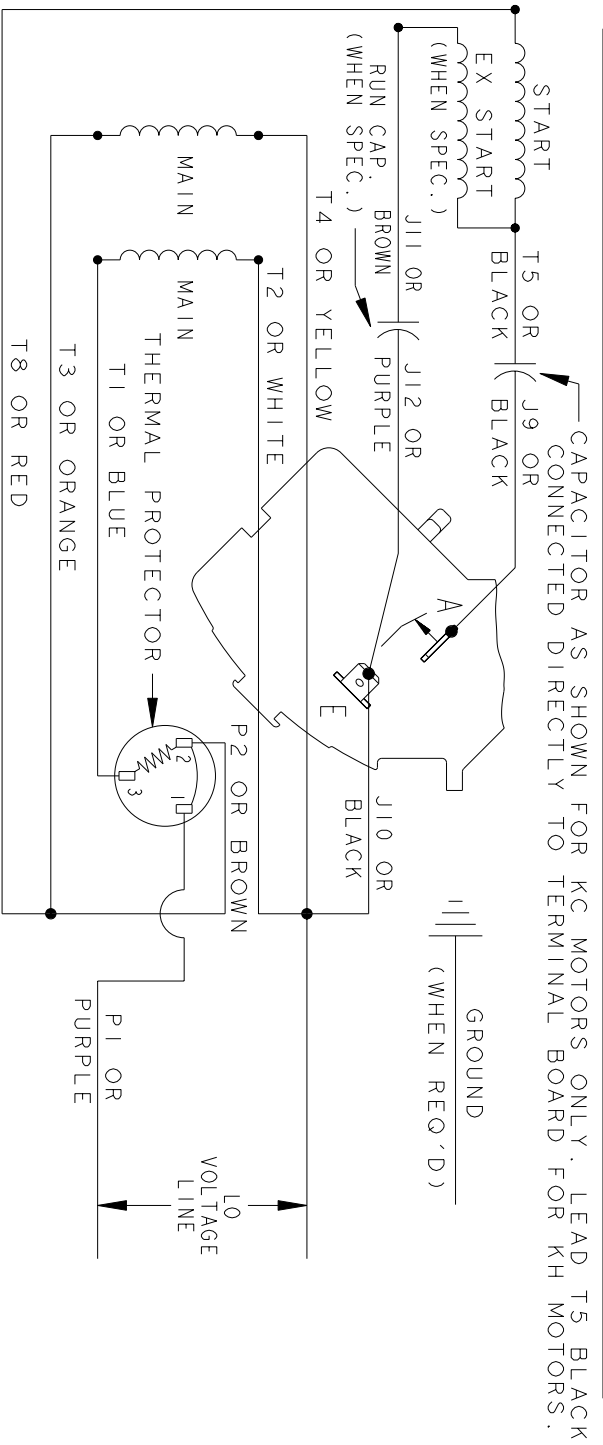 CAPACITOR AS SHOWN FOR KC MOTORS ONLY. LEAD T5 BLACK
CONNECTED DIRECTLY TO TERMINAL BOARD FOR KH MOTORS.
START
T5 OR
BLACK
J9 OR
BLACK
EX START
(WHEN SPEC.)
A
GROUND
(WHEN REQ'D)
J11 OR
BROWN
J12 OR
PURPLE
RUN CAP.
(WHEN SPEC.)
E
J10 OR
BLACK
T4 OR YELLOW
T2 OR WHITE
MAIN
MAIN
P2 OR BROWN
LO
VOLTAGE
LINE
THERMAL PROTECTOR
2
1
3
T1 OR BLUE
P1 OR
PURPLE
T3 OR ORANGE
T8 OR RED